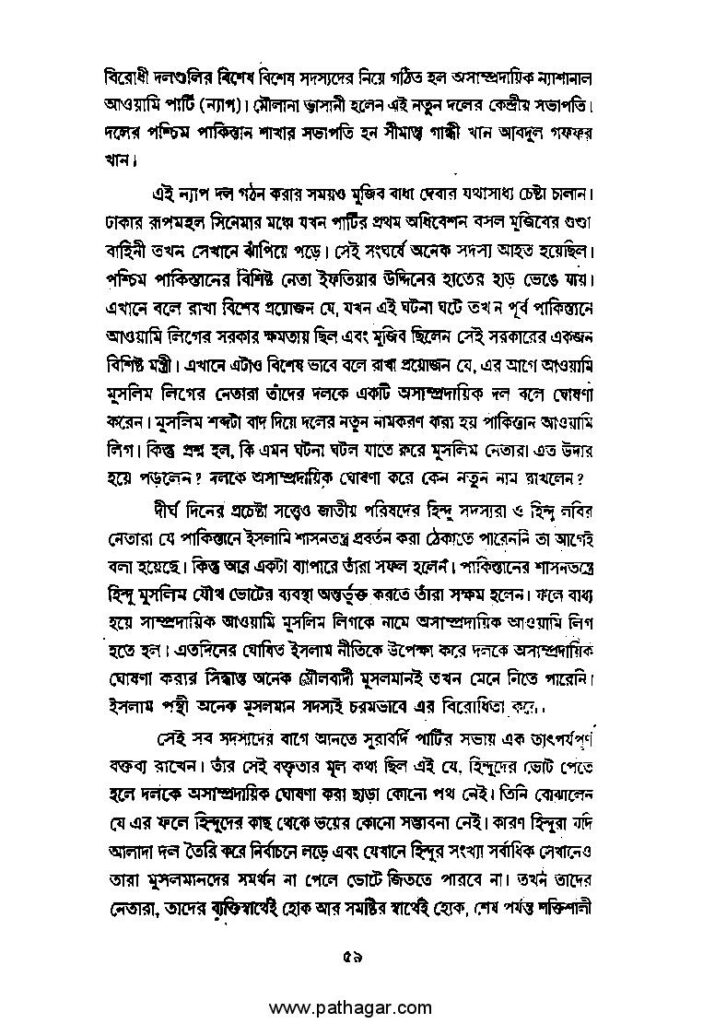 বিরোধী দলগুলির বিশেষ বিশেষ সদস্যদের নিয়ে গঠিত হল অসাম্প্রদায়িক ন্যাশানাল
আওয়ামি পার্টি (ন্যাপ)। মৌলানা ভাসানী হলেন এই নতুন দলের কেন্দ্রীয় সভাপতি।
দলের পশ্চিম পাকিস্তান শাখার সভাপতি হন সীমান্ত গান্ধী খান আবদুল গফফর
খান।
এই ন্যাপ দল গঠন করার সময়ও মুজিব বাধা দেবার যথাসাধ্য চেষ্টা চালান।
ঢাকার রূপমহল সিনেমার মঞ্চে যখন পার্টির প্রথম অধিবেশন বসল মুজিবের গুণ্ডা
বাহিনী তখন সেখানে ঝাঁপিয়ে পড়ে। সেই সংঘর্ষে অনেক সদস্য আহত হয়েছিল।
পশ্চিম পাকিস্তানের বিশিষ্ট নেতা ইফতিয়ার উদ্দিনের হাতের হাড় ভেঙে যায়।
এখানে বলে রাখা বিশেষ প্রয়োজন যে, যখন এই ঘটনা ঘটে তখন পূর্ব পাকিস্তানে
আওয়ামি লিগের সরকার ক্ষমতায় ছিল এবং মুজিব ছিলেন সেই সরকারের একজন
বিশিষ্ট মন্ত্রী। এখানে এটাও বিশেষ ভাবে বলে রাখা প্রয়োজন যে, এর আগে আওয়ামি
মুসলিম লিগের নেতারা তাঁদের দলকে একটি অসাম্প্রদায়িক দল বলে ঘোষণা
করেন। মুসলিম শব্দটা বাদ দিয়ে দলের নতুন নামকরণ করা হয় পাকিস্তান আওয়ামি
লিগ। কিন্তু প্রশ্ন হল, কি এমন ঘটনা ঘটল যাতে করে মুসলিম নেতারা এত উদার
হয়ে পড়লেন? দলকে অসাম্প্রদায়িক ঘোষণা করে কেন নতুন নাম রাখলেন?
দীর্ঘ দিনের প্রচেষ্টা সত্ত্বেও জাতীয় পরিষদের হিন্দু সদস্যরা ও হিন্দু লবির
নেতারা যে পাকিস্তানে ইসলামি শাসনতন্ত্র প্রবর্তন করা ঠেকাতে পারেননি তা আগেই
বলা হয়েছে। কিন্তু আর একটা ব্যাপারে তাঁরা সফল হলেন। পাকিস্তানের শাসনতন্ত্রে
হিন্দু মুসলিম যৌথ ভোটের ব্যবস্থা অন্তর্ভুক্ত করতে তাঁরা সক্ষম হলেন। ফলে বাধ্য
হয়ে সাম্প্রদায়িক আওয়ামি মুসলিম লিগকে নামে অসাম্প্রদায়িক আওয়ামি লিগ
হতে হল। এতদিনের ঘোষিত ইসলাম নীতিকে উপেক্ষা করে দলকে অসাম্প্রদায়িক
ঘোষণা করার সিদ্ধান্ত অনেক মৌলবাদী মুসলমানই তখন মেনে নিতে পারেনি।
ইসলাম পন্থী অনেক মুসলমান সদস্যই চরমভাবে এর বিরোধিতা করে।
সেই সব সদস্যদের বাগে আনতে সুরাবর্দি পার্টির সভায় এক তাৎপর্যপূর্ণ
বক্তব্য রাখেন। তাঁর সেই বক্তৃতার মূল কথা ছিল এই যে, হিন্দুদের ভোট পেতে
হলে দলকে অসাম্প্রদায়িক ঘোষণা করা ছাড়া কোনো পথ নেই। তিনি বোঝালেন
যে এর ফলে হিন্দুদের কাছ থেকে ভয়ের কোনো সম্ভাবনা নেই। কারণ হিন্দুরা যদি
আলাদা দল তৈরি করে নির্বাচনে লড়ে এবং যেখানে হিন্দুর সংখ্যা সর্বাধিক সেখানেও
তারা মুসলমানদের সমর্থন না পেলে ভোটে জিততে পারবে না। তখন তাদের
নেতারা, তাদের ব্যক্তিস্বার্থেই হোক আর সমষ্টির স্বার্থেই হোক, শেষ পর্যন্ত শক্তিশালী
৫৯
www.pathagar.com